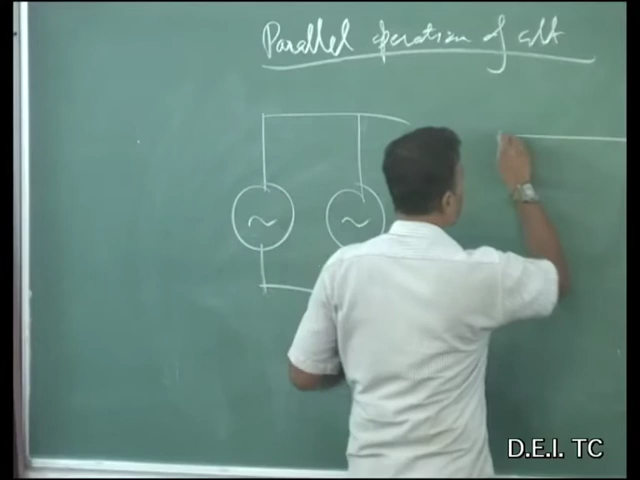 Parallel operation of alt
~ ~
D.E.I. TC